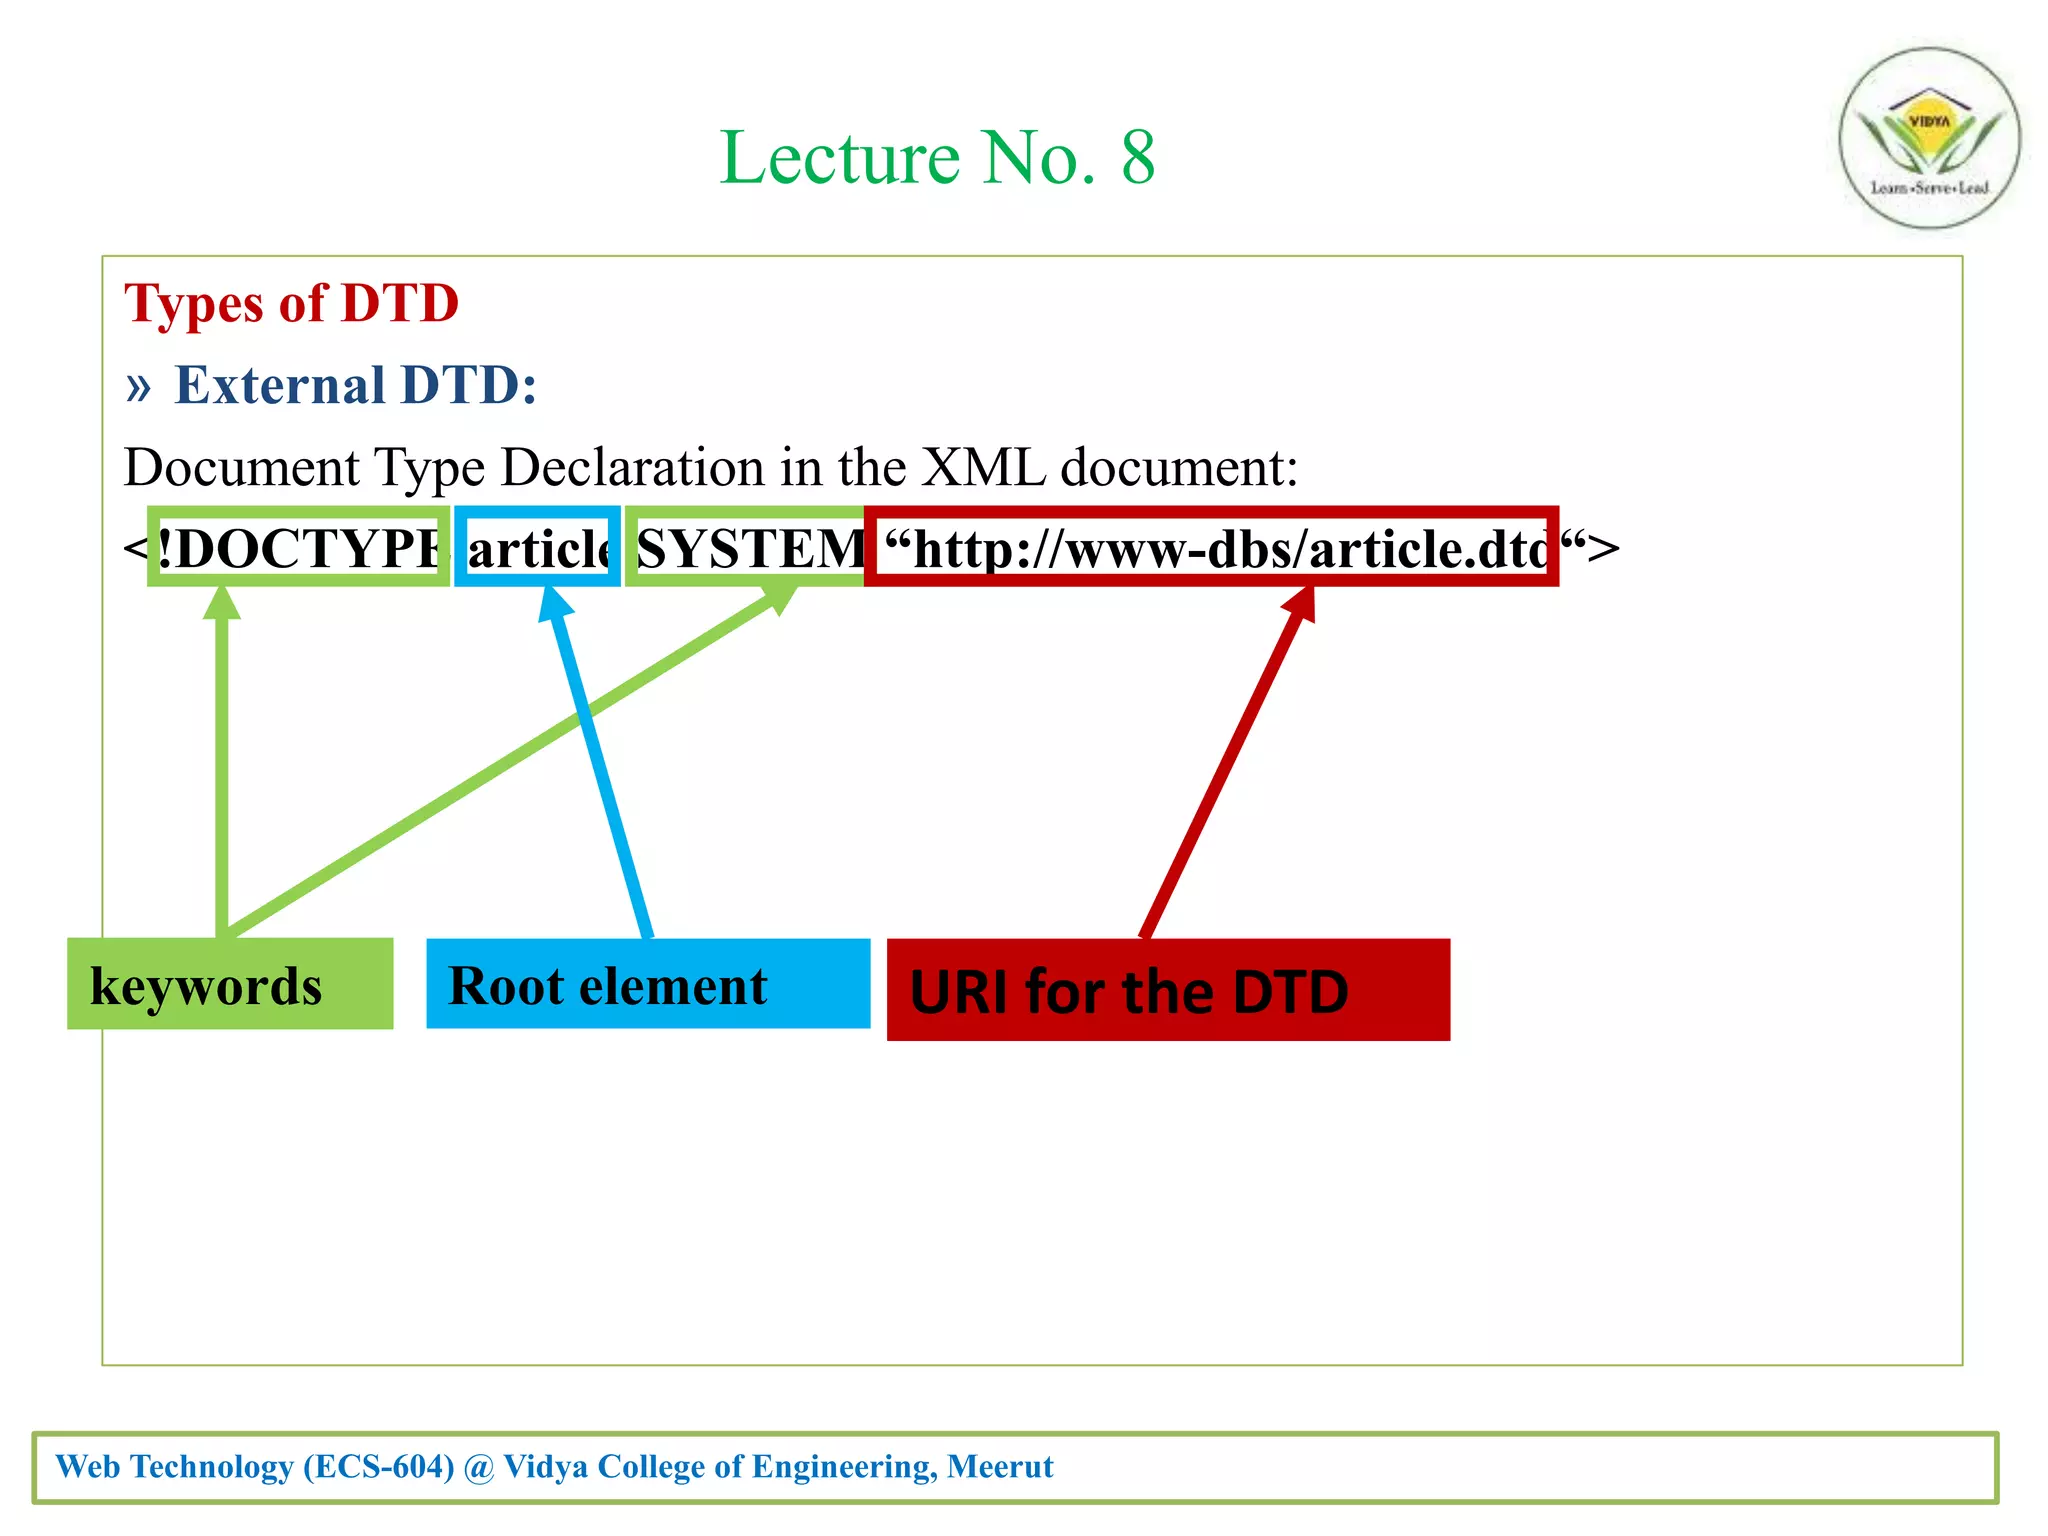 Lecture No. 8
VIDYA
Learn•Serve•Lead
Types of DTD
» External DTD:
Document Type Declaration in the XML document:
<!DOCTYPE article SYSTEM “http://www-dbs/article.dtd“>
keywords
Root element
URI for the DTD
Web Technology (ECS-604) @ Vidya College of Engineering, Meerut